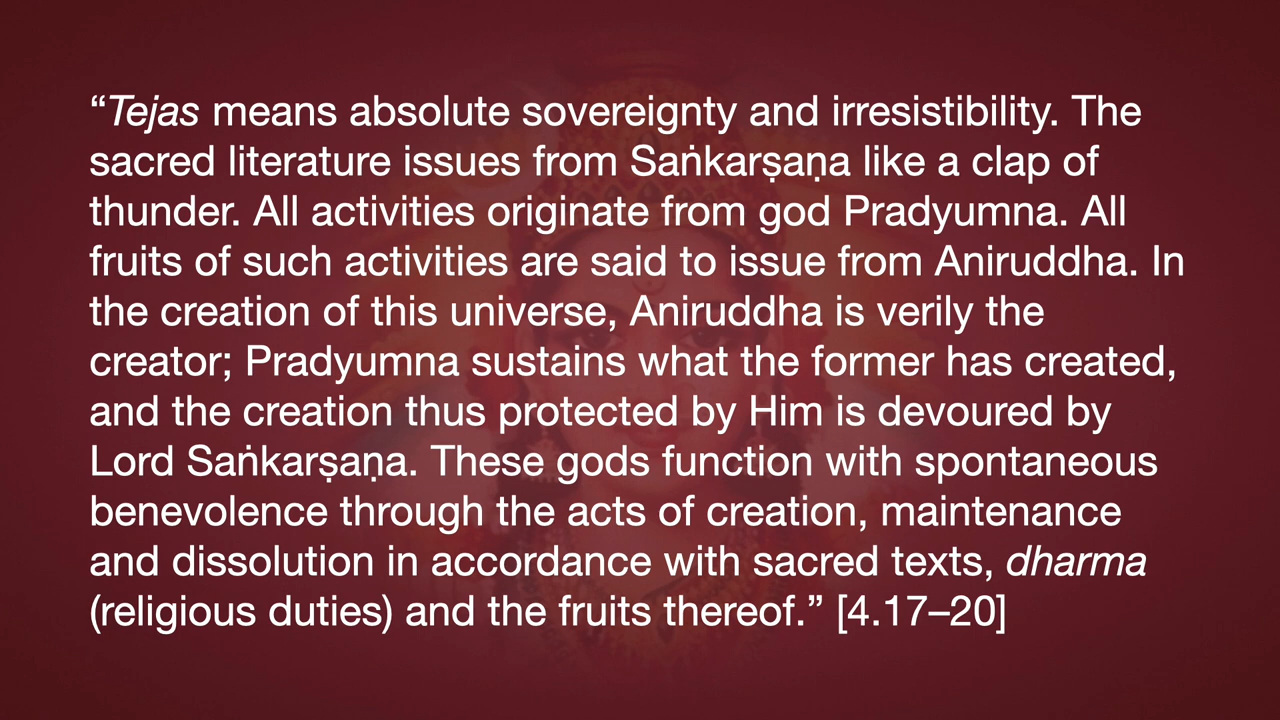 “Tejas means absolute sovereignty and irresistibility. The
sacred literature issues from Saṅkarṣaṇa like a clap of
thunder. All activities originate from god Pradyumna. All
fruits of such activities are said to issue from Aniruddha. In
the creation of this universe, Aniruddha is verily the
creator; Pradyumna sustains what the former has created,
and the creation thus protected by Him is devoured by
Lord Saṅkarṣaṇa. These gods function with spontaneous
benevolence through the acts of creation, maintenance
and dissolution in accordance with sacred texts, dharma
(religious duties) and the fruits thereof.” [4.17–20]